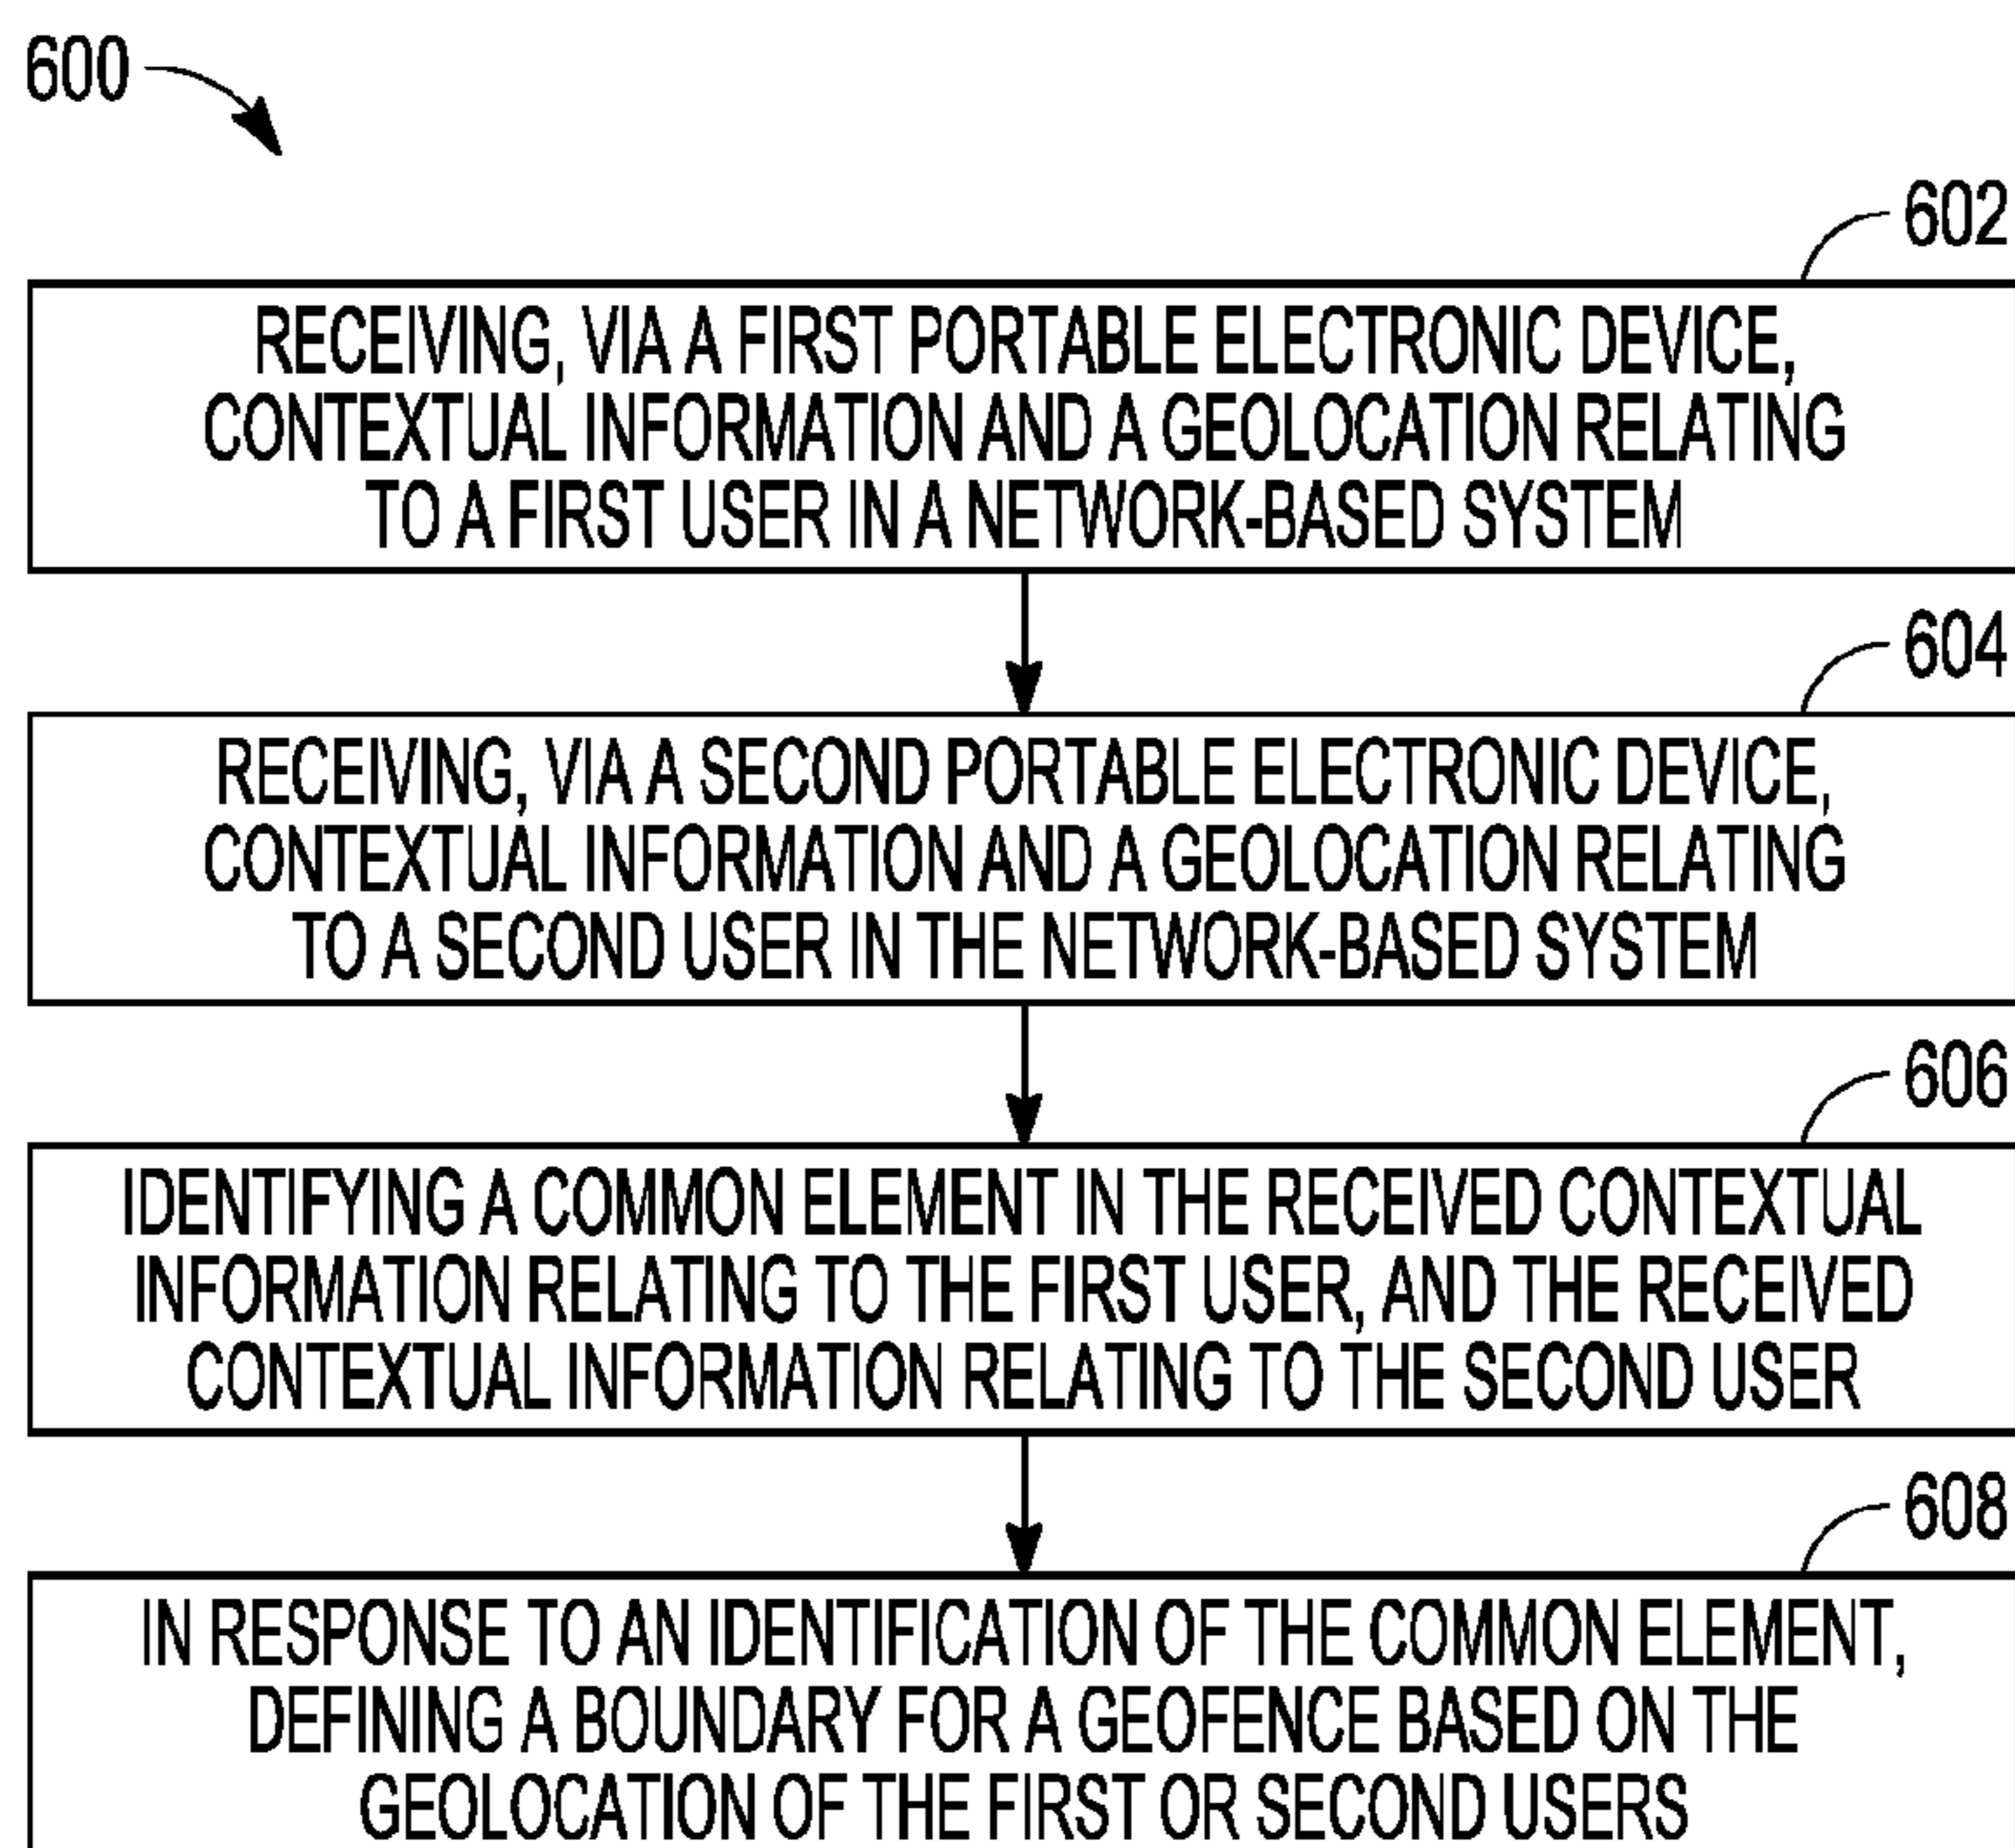 600
602
RECEIVING, VIA A FIRST PORTABLE ELECTRONIC DEVICE,
CONTEXTUAL INFORMATION AND A GEOLOCATION RELATING
TO A FIRST USER IN A NETWORK-BASED SYSTEM
604
RECEIVING, VIA A SECOND PORTABLE ELECTRONIC DEVICE,
CONTEXTUAL INFORMATION AND A GEOLOCATION RELATING
TO A SECOND USER IN THE NETWORK-BASED SYSTEM
606
IDENTIFYING A COMMON ELEMENT IN THE RECEIVED CONTEXTUAL
INFORMATION RELATING TO THE FIRST USER, AND THE RECEIVED
CONTEXTUAL INFORMATION RELATING TO THE SECOND USER
608
IN RESPONSE TO AN IDENTIFICATION OF THE COMMON ELEMENT,
DEFINING A BOUNDARY FOR A GEOFENCE BASED ON THE
GEOLOCATION OF THE FIRST OR SECOND USERS